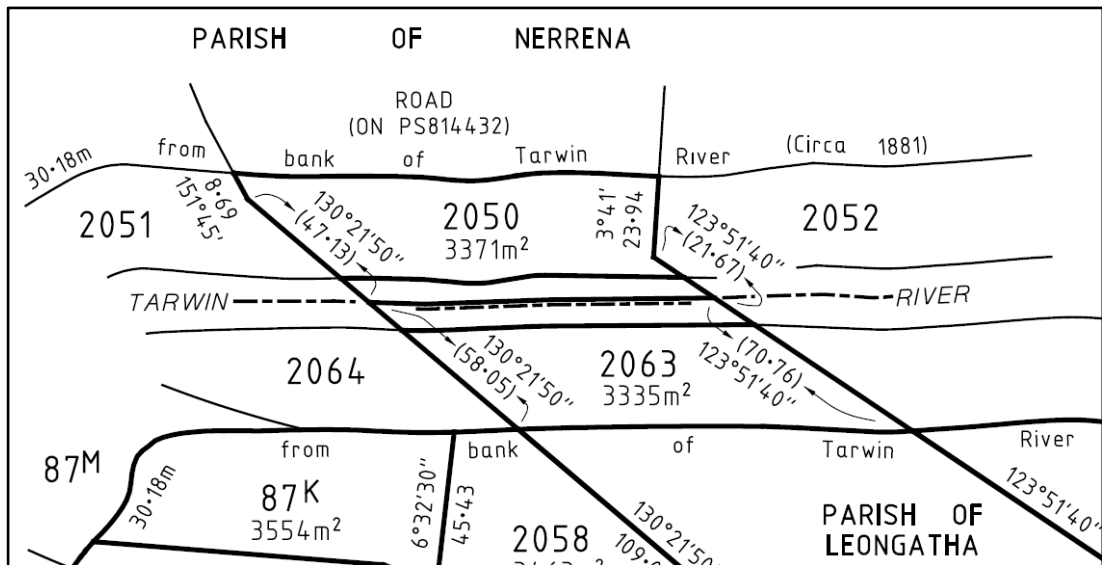 PARISH OF NERRENA
ROAD
(ON PS814432)
30·18m from bank of Tarwin River (Circa 1881)
8·69
151°45'
130°21'50"
(47·13)
2051
2050
3371m²
3°41'
23·94
123°51'40"
(21·67)
2052
TARWIN RIVER
2064
130°21'50"
(58·05)
2063
3335m²
(70·76)
123°51'40"
from bank of Tarwin River
87M
30·18m
87K
3554m²
6°32'30"
45·43
2058
130°21'50"
123°51'40"
PARISH OF
LEONGATHA